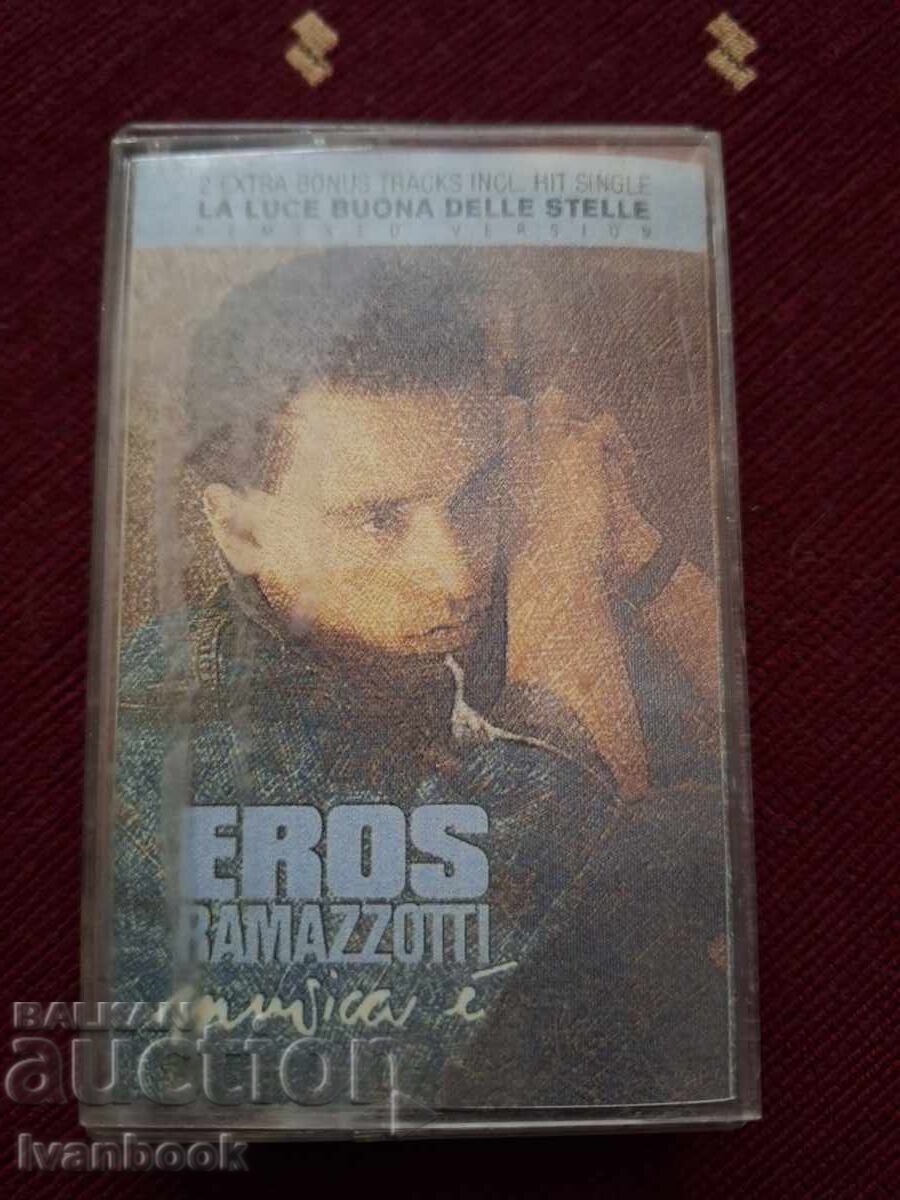 2 EXTRA BONUS TRACKS INCL. HIT SINGLE
LA LUCE BUONA DELLE STELLE
REMIXED VERSION
EROS
RAMAZZOTTI
musica è
BALKAN
auction
Ivanbook